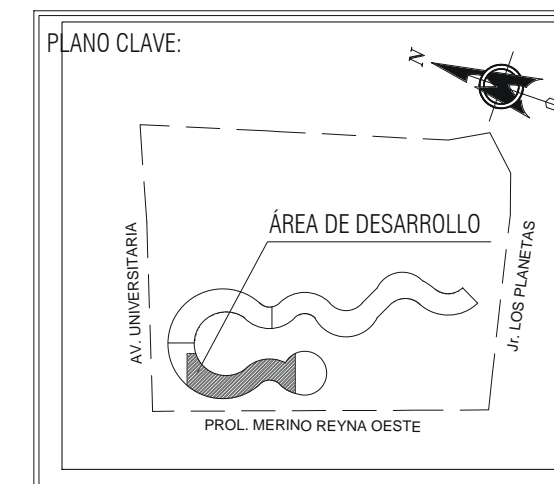 PLANO CLAVE:
N
ÁREA DE DESARROLLO
AV. UNIVERSITARIA
Jr. LOS PLANETAS
PROL. MERINO REYNA OESTE